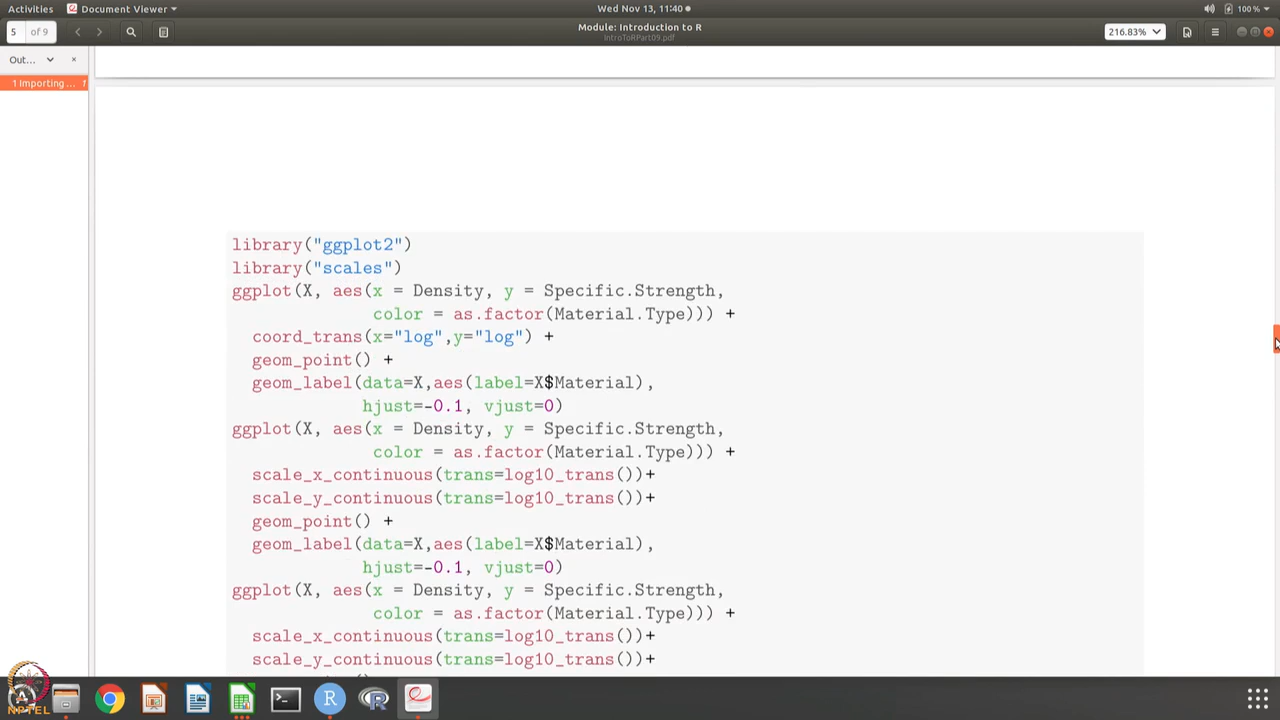 Activities
Document Viewer
Wed Nov 13, 11:40
100 %
5
of 9
Module: Introduction to R
IntroToRPart09.pdf
216.83%
Out...
1 Importing ...
library("ggplot2")
library("scales")
ggplot(X, aes(x = Density, y = Specific.Strength,
color = as.factor(Material.Type))) +
coord_trans(x="log",y="log") +
geom_point() +
geom_label(data=X,aes(label=X$Material),
hjust=-0.1, vjust=0)
ggplot(X, aes(x = Density, y = Specific.Strength,
color = as.factor(Material.Type))) +
scale_x_continuous(trans=log10_trans())+
scale_y_continuous(trans=log10_trans())+
geom_point() +
geom_label(data=X,aes(label=X$Material),
hjust=-0.1, vjust=0)
ggplot(X, aes(x = Density, y = Specific.Strength,
color = as.factor(Material.Type))) +
scale_x_continuous(trans=log10_trans())+
scale_y_continuous(trans=log10_trans())+
NPTEL